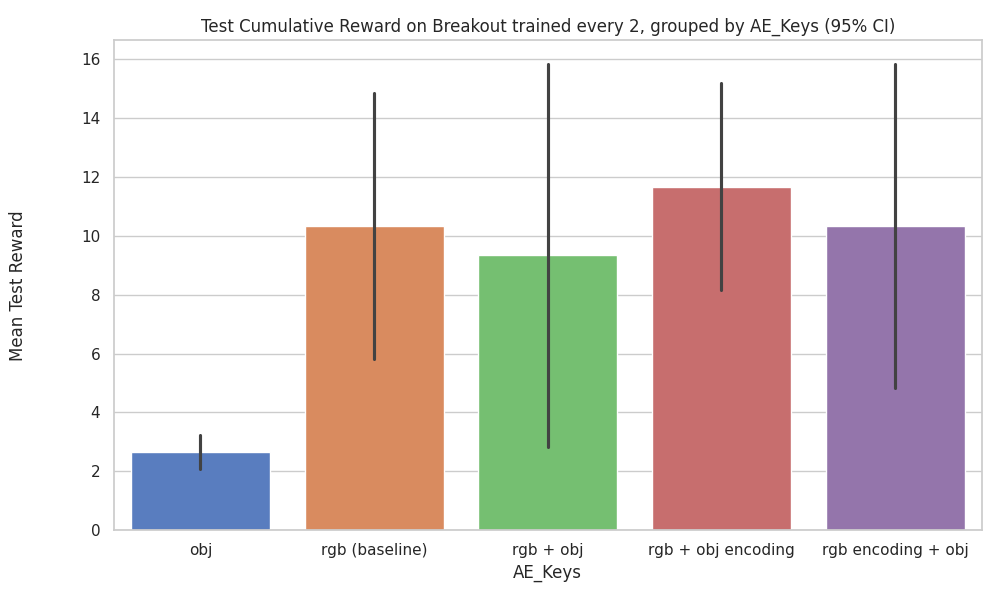 Test Cumulative Reward on Breakout trained every 2, grouped by AE_Keys (95% CI)
Mean Test Reward
16
14
12
10
8
6
4
2
0
obj
rgb (baseline)
rgb + obj
rgb + obj encoding
rgb encoding + obj
AE_Keys